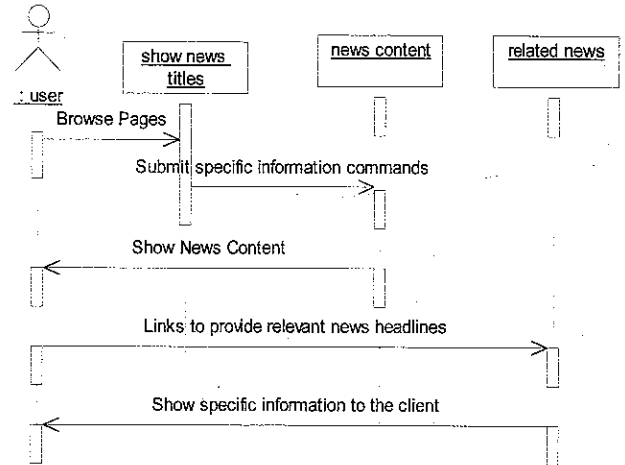 show news
titles
news content
related news
: user
Browse Pages
Submit specific information commands
Show News Content
Links to provide relevant news headlines
Show specific information to the client